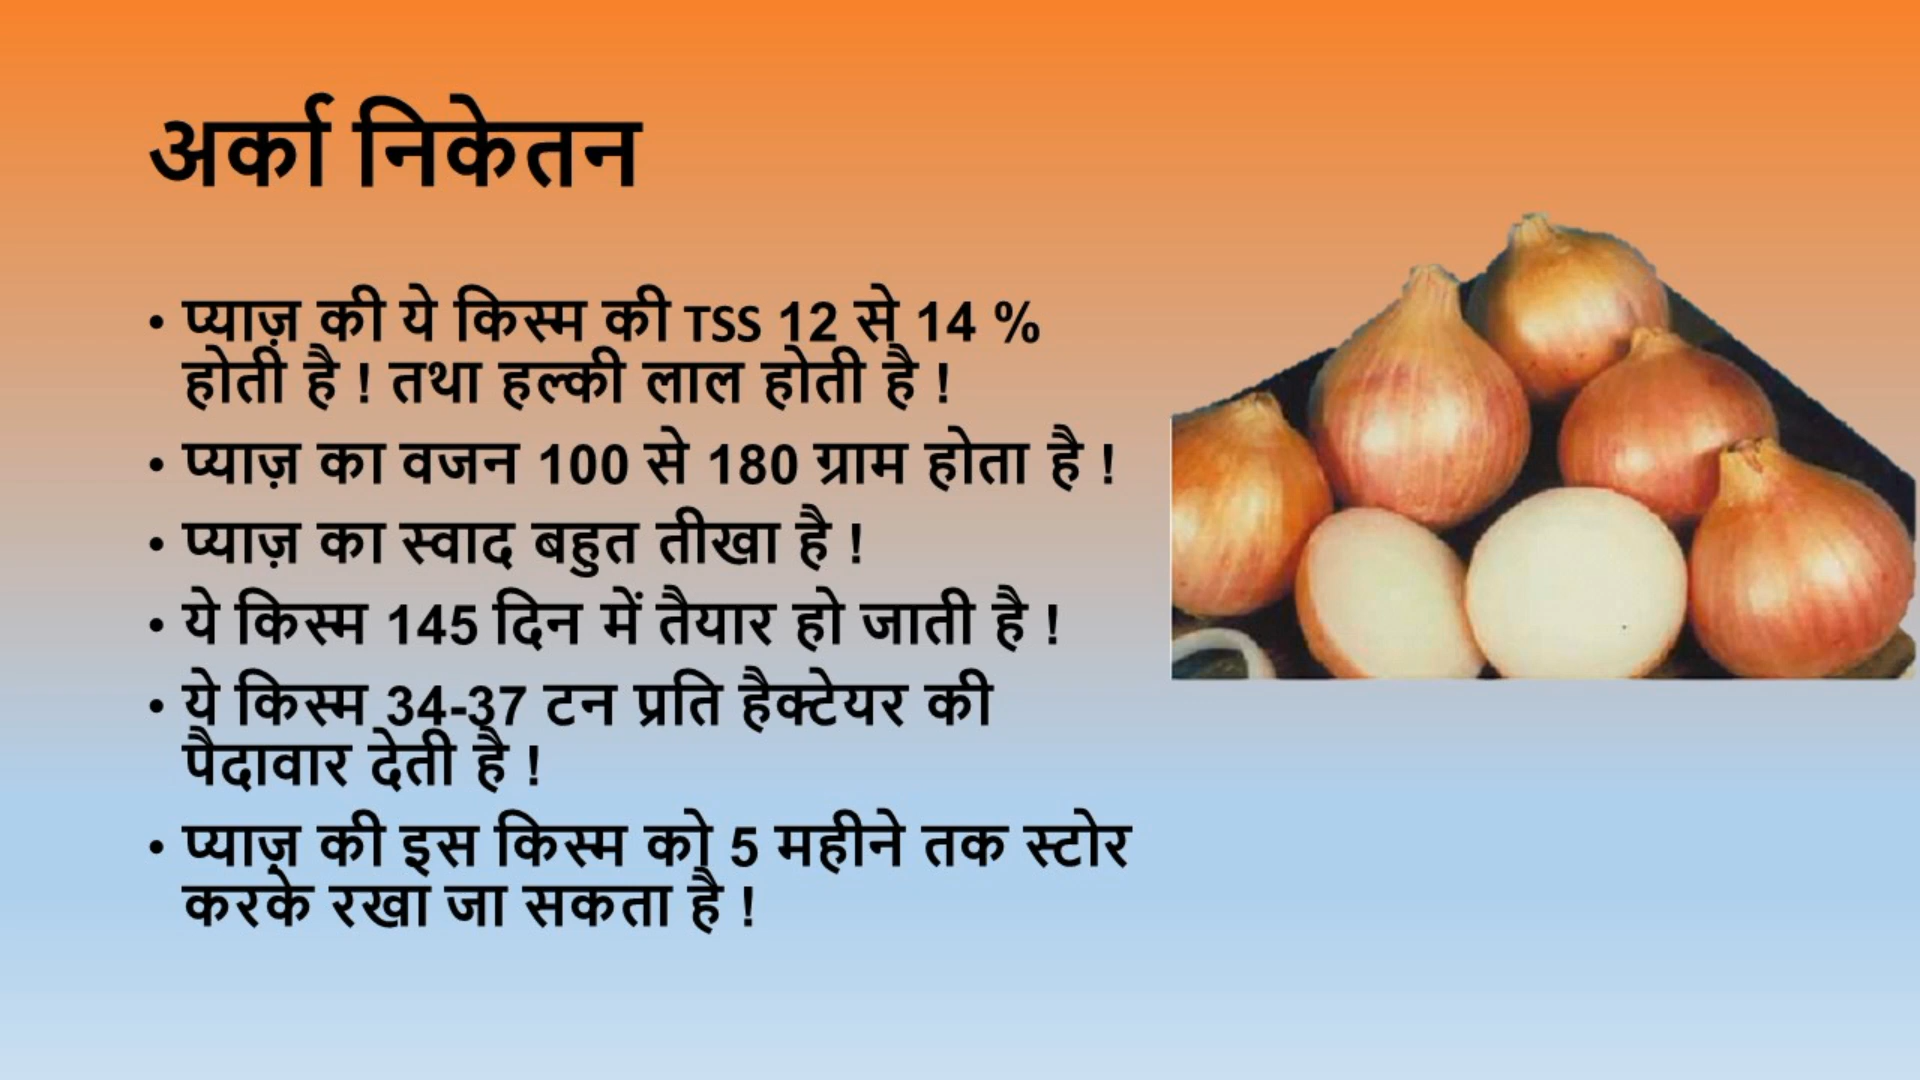 अर्का निकेतन
• प्याज़ की ये किस्म की TSS 12 से 14 %
होती है ! तथा हल्की लाल होती है !
• प्याज़ का वजन 100 से 180 ग्राम होता है !
• प्याज़ का स्वाद बहुत तीखा है !
• ये किस्म 145 दिन में तैयार हो जाती है !
• ये किस्म 34-37 टन प्रति हैक्टेयर की
पैदावार देती है !
• प्याज़ की इस किस्म को 5 महीने तक स्टोर
करके रखा जा सकता है !